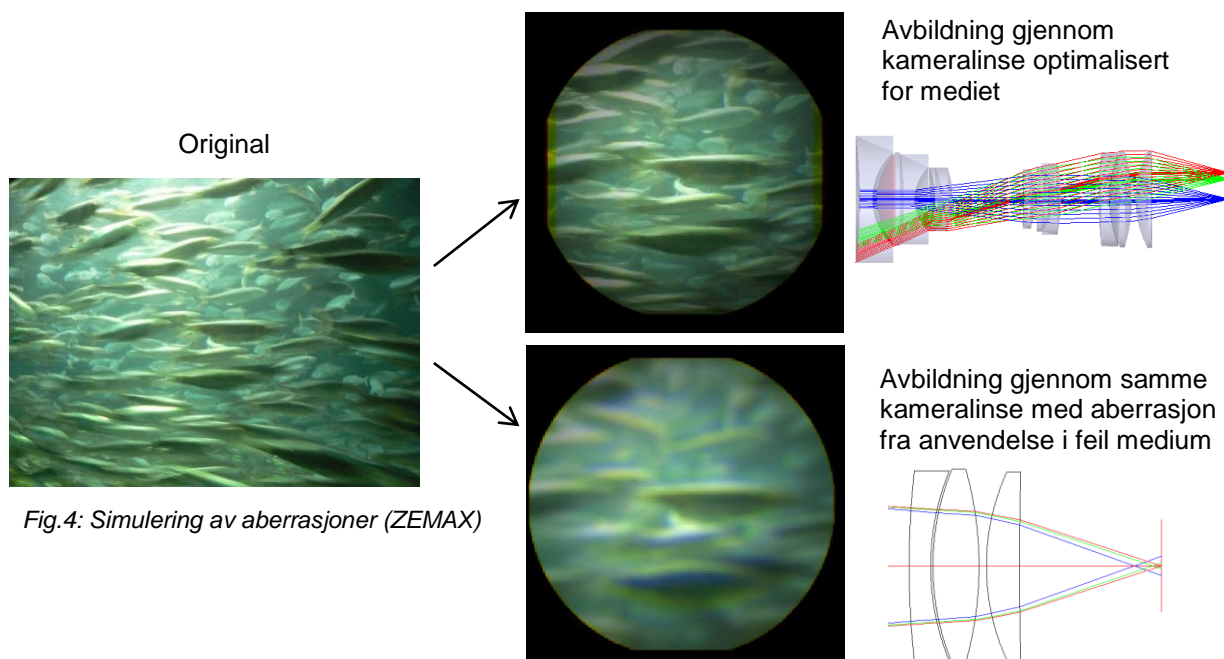 Original
Fig.4: Simulering av aberrasjoner (ZEMAX)
Avbildning gjennom
kameralinse optimalisert
for mediet
Avbildning gjennom samme
kameralinse med aberrasjon
fra anvendelse i feil medium